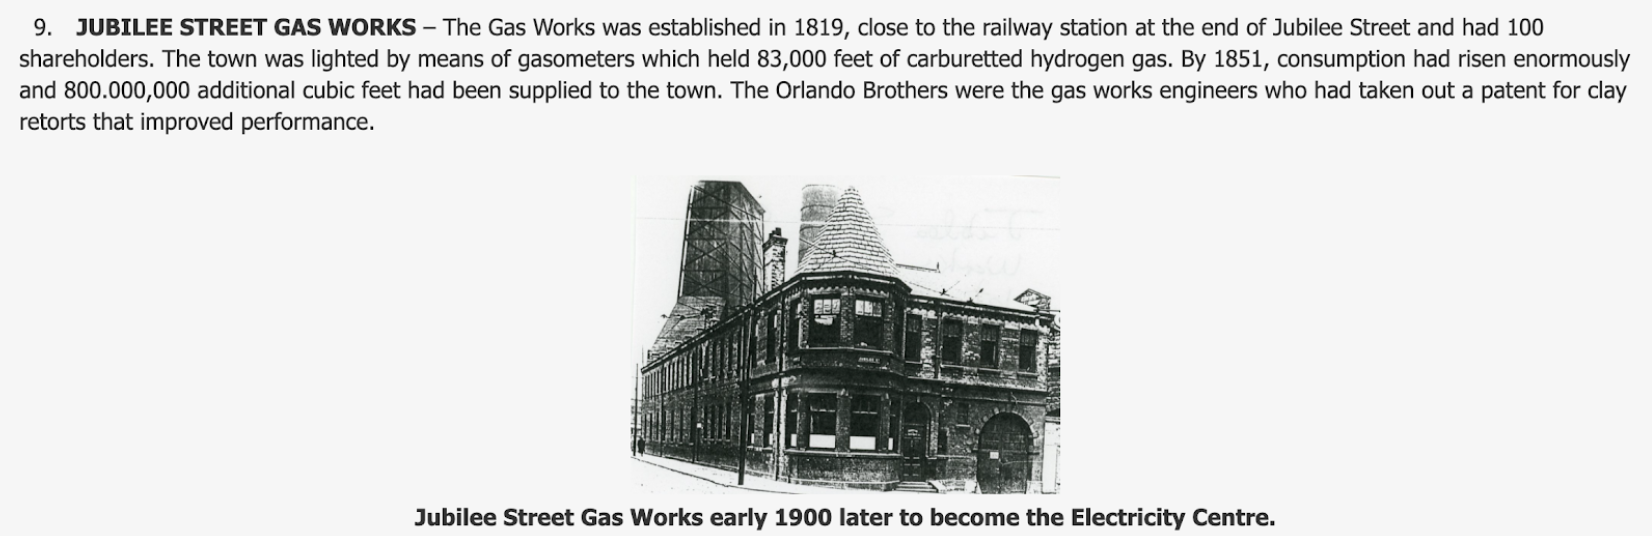 9. JUBILEE STREET GAS WORKS – The Gas Works was established in 1819, close to the railway station at the end of Jubilee Street and had 100
shareholders. The town was lighted by means of gasometers which held 83,000 feet of carburetted hydrogen gas. By 1851, consumption had risen enormously
and 800.000,000 additional cubic feet had been supplied to the town. The Orlando Brothers were the gas works engineers who had taken out a patent for clay
retorts that improved performance.
Jubilee Street Gas Works early 1900 later to become the Electricity Centre.